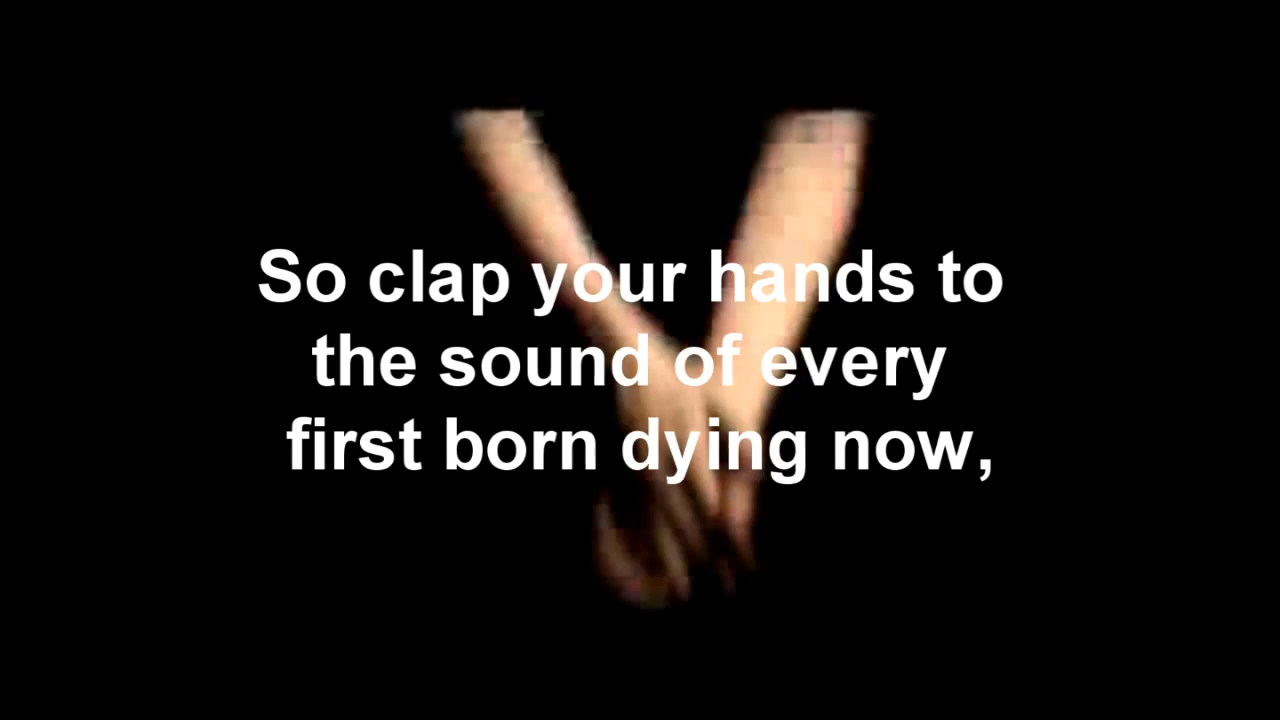 So clap your hands to
the sound of every
first born dying now,